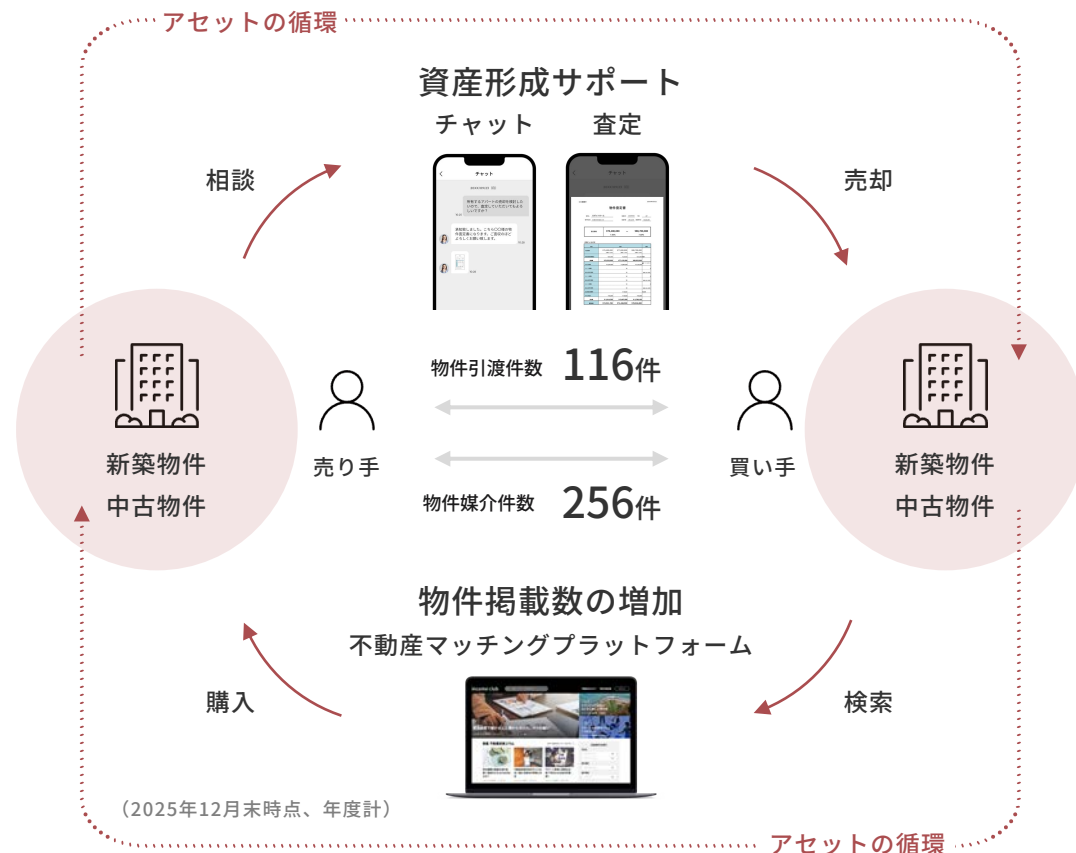 アセットの循環
資産形成サポート
チャット
査定
相談
売却
チャット
物件引渡件数 116件
新築物件
中古物件
売り手
買い手
新築物件
中古物件
物件媒介件数 256件
物件掲載数の増加
不動産マッチングプラットフォーム
購入
検索
（2025年12月末時点、年度計）
アセットの循環